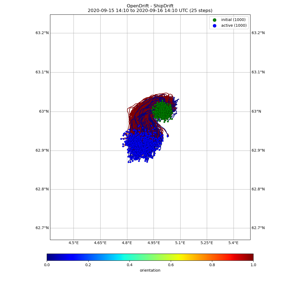 OpenDrift - ShipDrift
2020-09-15 14:10 to 2020-09-16 14:10 UTC (25 steps)
initial (1000)
active (1000)
63.2°N
63.2°N
63.1°N
63.1°N
63°N
63°N
62.9°N
62.9°N
62.8°N
62.8°N
62.7°N
62.7°N
4.5°E
4.65°E
4.8°E
4.95°E
5.1°E
5.25°E
5.4°E
0.0
0.2
0.4
0.6
0.8
1.0
orientation